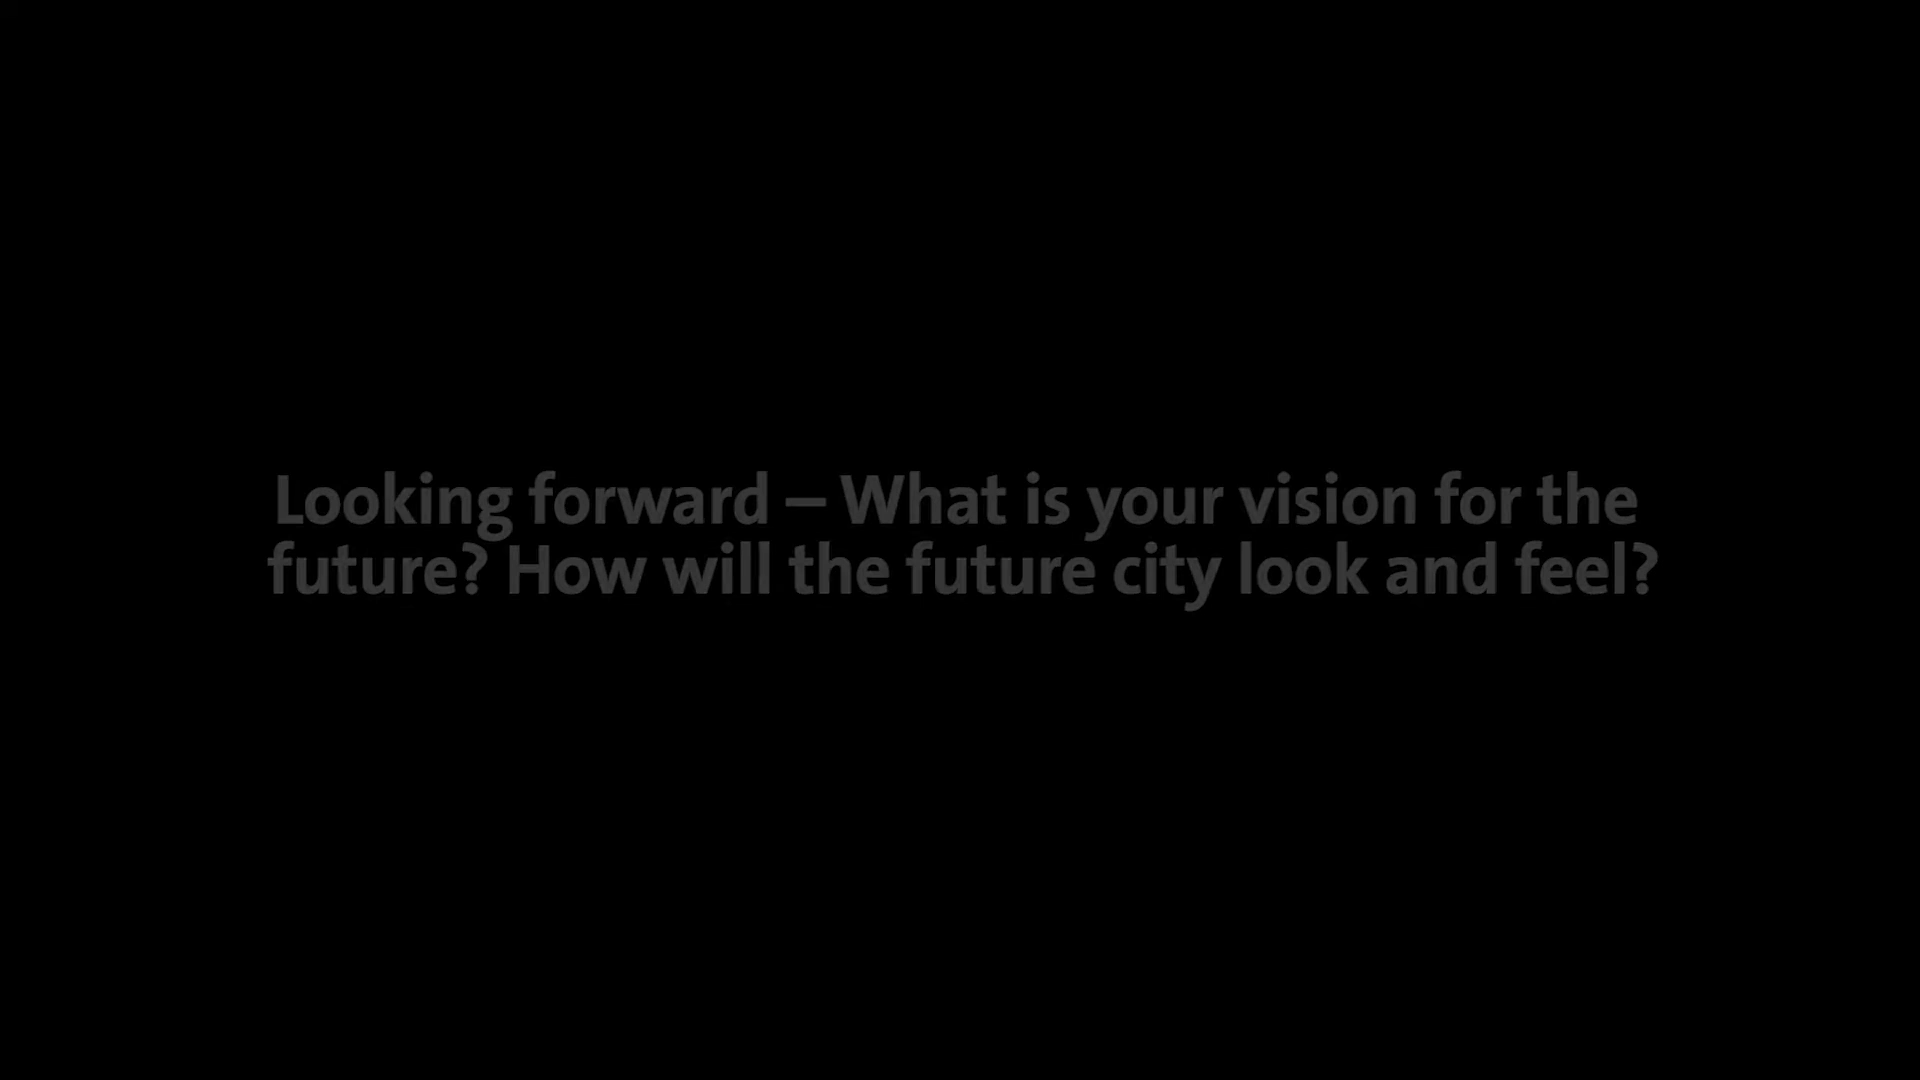 Looking forward – What is your vision for the
future? How will the future city look and feel?